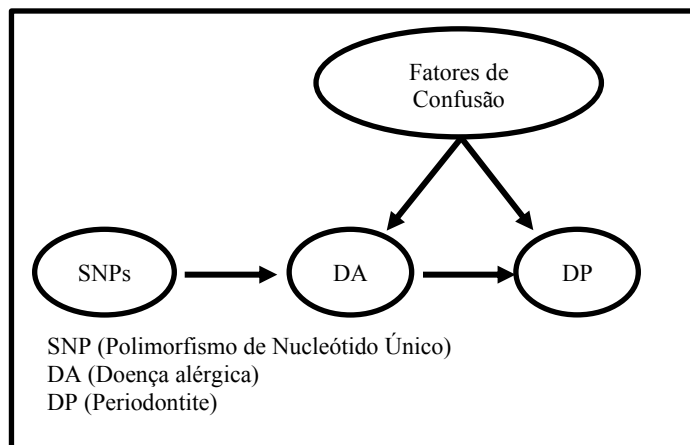 Fatores de
Confusão
SNPs
DA
DP
SNP (Polimorfismo de Nucleótido Único)
DA (Doença alérgica)
DP (Periodontite)